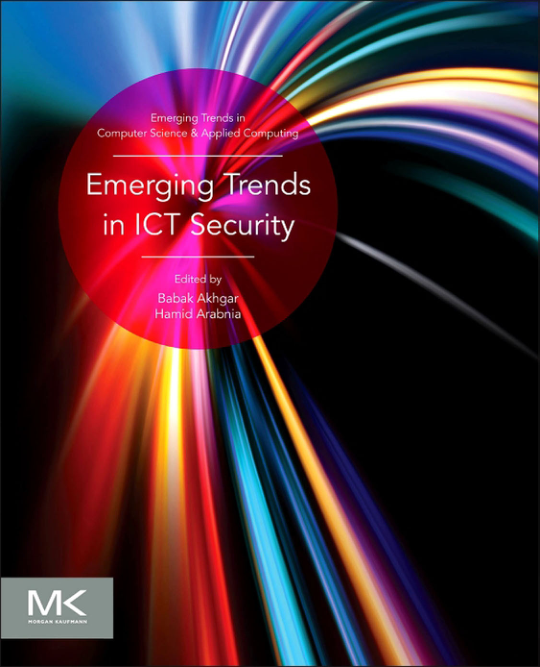 Emerging Trends in
Computer Science & Applied Computing
Emerging Trends
in ICT Security
Edited by
Babak Akhgar
Hamid Arabnia
MK
MORGAN KAUFMANN